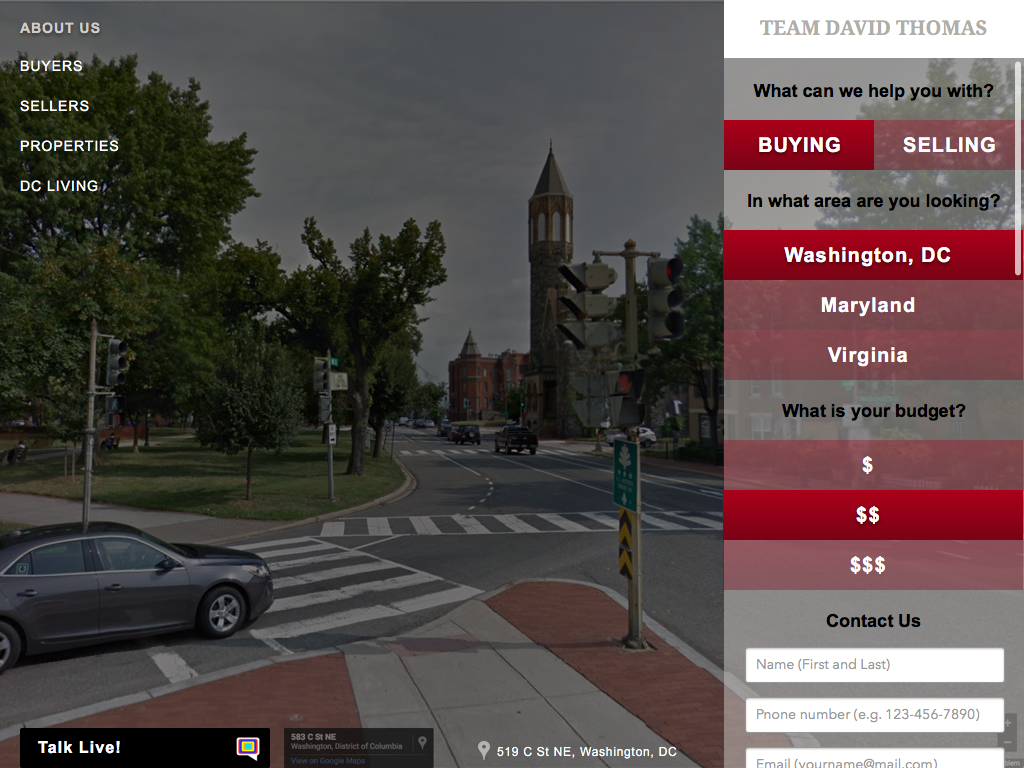 ABOUT US
BUYERS
SELLERS
PROPERTIES
DC LIVING
TEAM DAVID THOMAS
What can we help you with?
BUYING
SELLING
In what area are you looking?
Washington, DC
Maryland
Virginia
What is your budget?
$
$$
$$$
Contact Us
Name (First and Last)
Phone number (e.g. 123-456-7890)
Email (yourname@mail.com)
Talk Live!
583 C St NE
Washington, District of Columbia
View on Google Maps
519 C St NE, Washington, DC